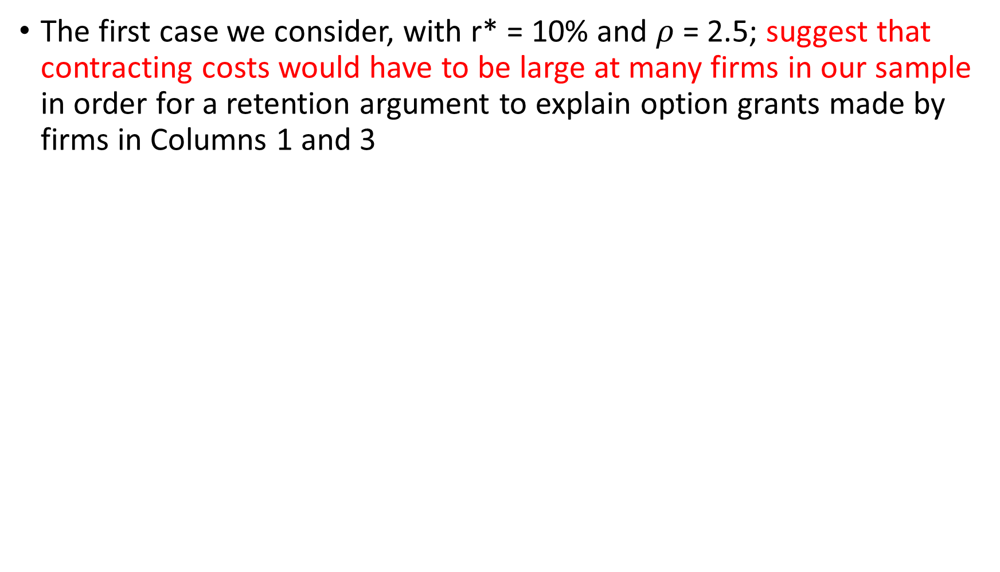 • The first case we consider, with r* = 10% and 𝜌 = 2.5; suggest that
contracting costs would have to be large at many firms in our sample
in order for a retention argument to explain option grants made by
firms in Columns 1 and 3